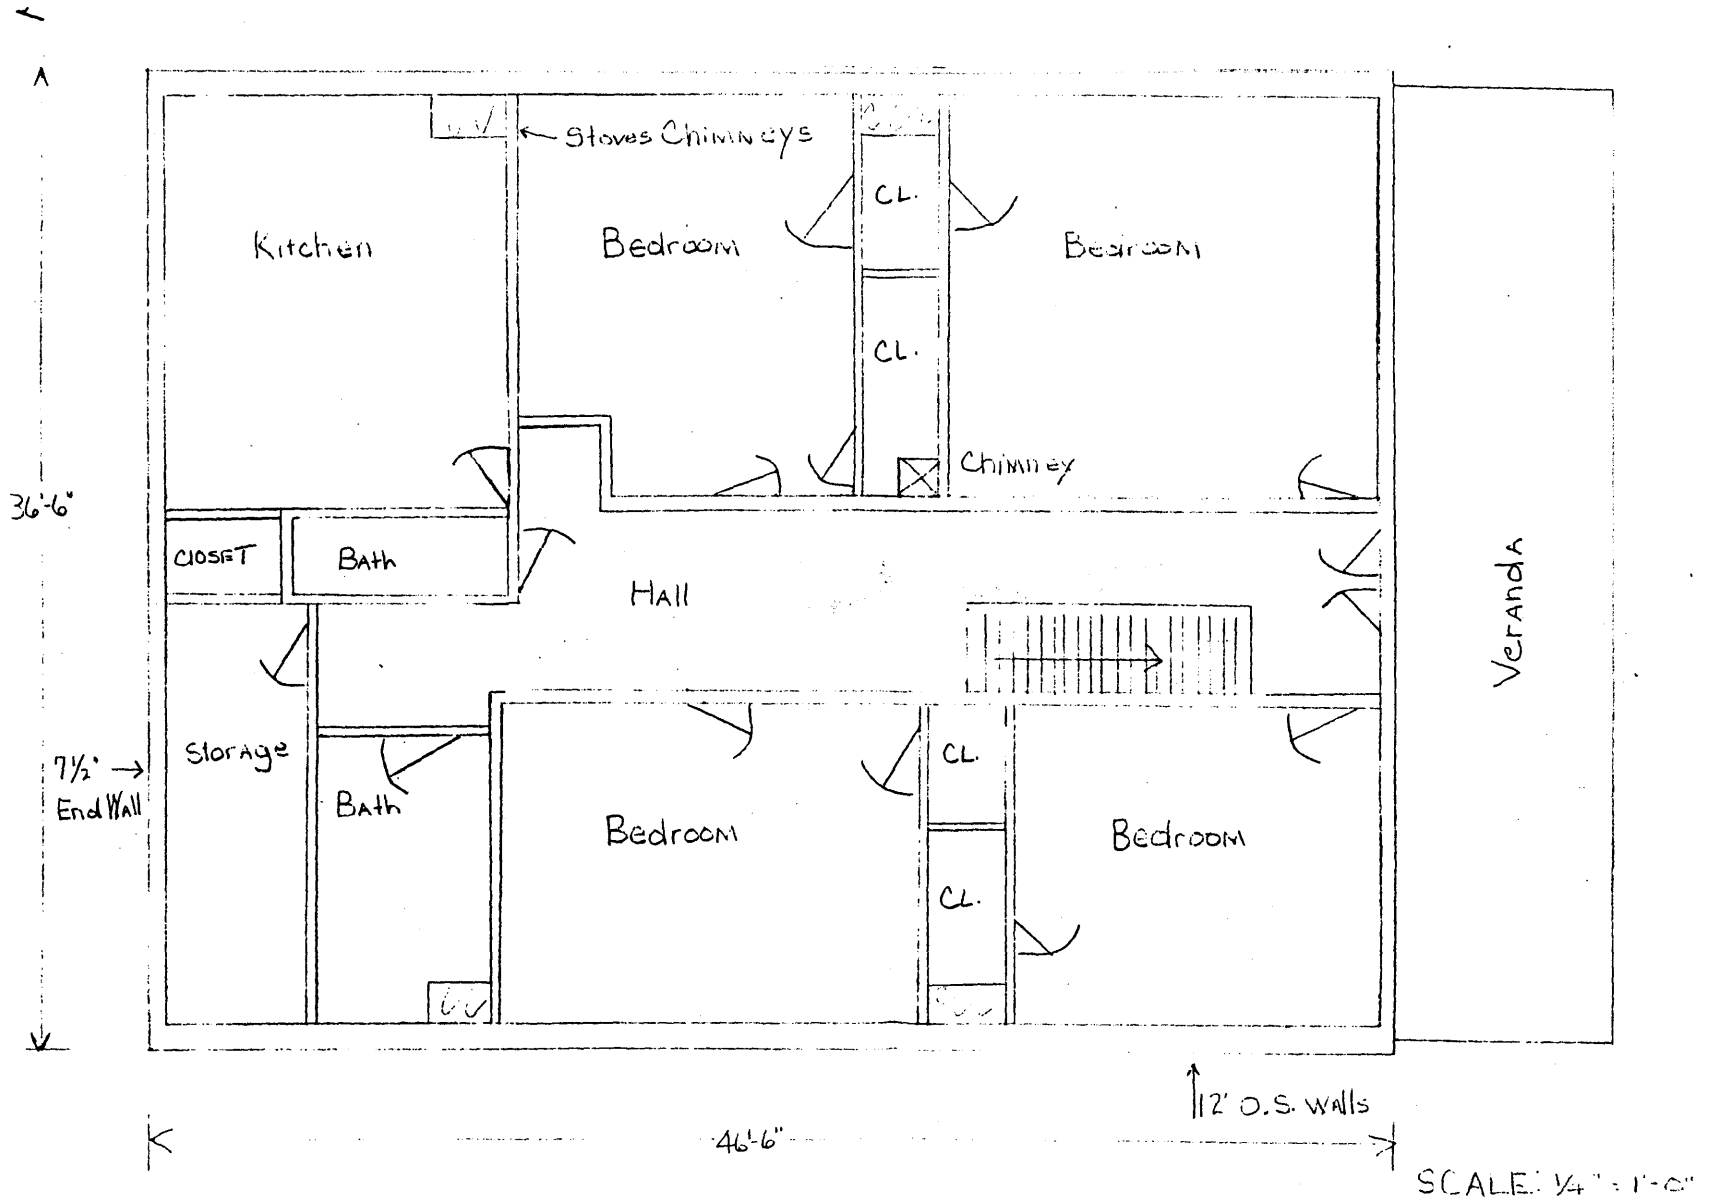 Stoves Chimneys
CL.
Kitchen
Bedroom
Bedroom
CL.
Chimney
36'-6"
CLOSET
Bath
Hall
Veranda
Storage
7½"
End Wall
Bath
CL.
Bedroom
Bedroom
CL.
12' O.S. Walls
46'-6"
SCALE: ¼" = 1'-0"